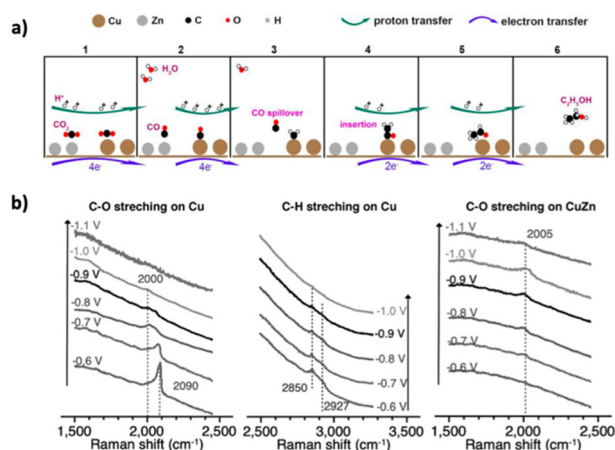 Cu Zn C O H proton transfer electron transfer
a)
1 2 3 4 5 6
H₂O
C₂H₅OH
CO spillover
H⁺
insertion
CO₂ CO
4e⁻ 4e⁻ 2e⁻ 2e⁻
b)
C-O streching on Cu
-1.1 V
-1.0 V
2000
-0.9 V
-0.8 V
-0.7 V
-0.6 V
2090
1,500 2,000 2,500
Raman shift (cm⁻¹)
C-H streching on Cu
-1.0 V
-0.9 V
-0.8 V
-0.7 V
2850
-0.6 V
2927
2,500 3,000 3,500
Raman shift (cm⁻¹)
C-O streching on CuZn
-1.1 V
2005
-1.0 V
-0.9 V
-0.8 V
-0.7 V
-0.6 V
1,500 2,000 2,500
Raman shift (cm⁻¹)